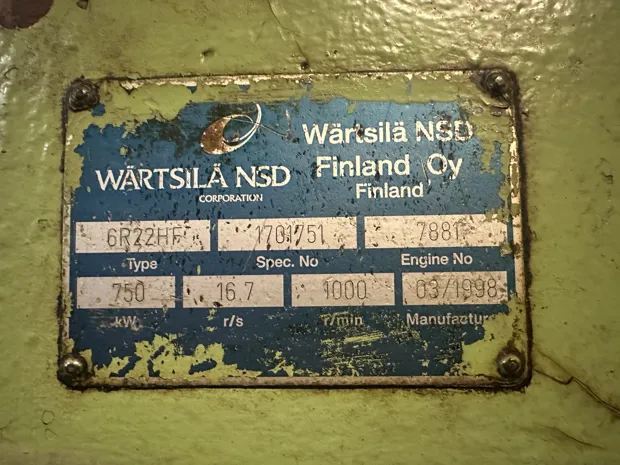 Wärtsilä NSD
Finland Oy
Finland
WÄRTSILÄ NSD
CORPORATION
6R22HF 1701751 7881
Type Spec. No Engine No
750 16.7 1000 03/1998
kW r/s r/min